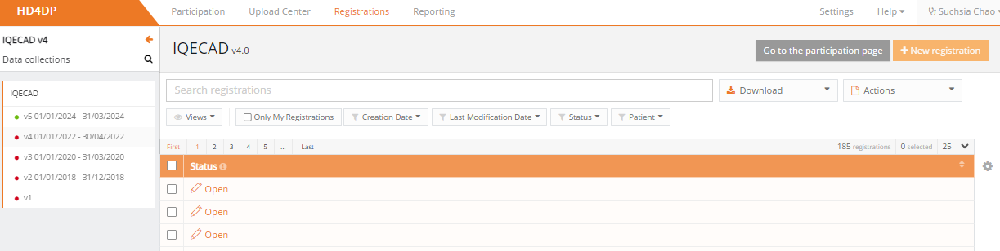 HD4DP
Participation Upload Center Registrations Reporting Settings Help Suchsia Chao
IQECAD v4
Data collections
IQECAD
v5 01/01/2024 - 31/03/2024
v4 01/01/2022 - 30/04/2022
v3 01/01/2020 - 31/03/2020
v2 01/01/2018 - 31/12/2018
v1
IQECAD v4.0
Go to the participation page + New registration
Search registrations Download Actions
Views Only My Registrations Creation Date Last Modification Date Status Patient
First 1 2 3 4 5 ... Last 185 registrations 0 selected 25
Status
Open
Open
Open